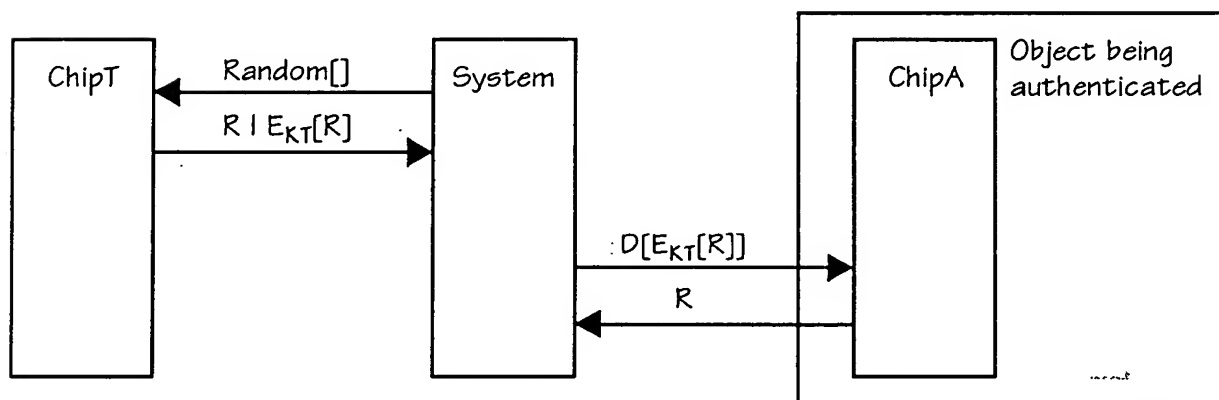 ChipT
Random[]
System
ChipA
Object being
authenticated
R | E_KT[R]
D[E_KT[R]]
R